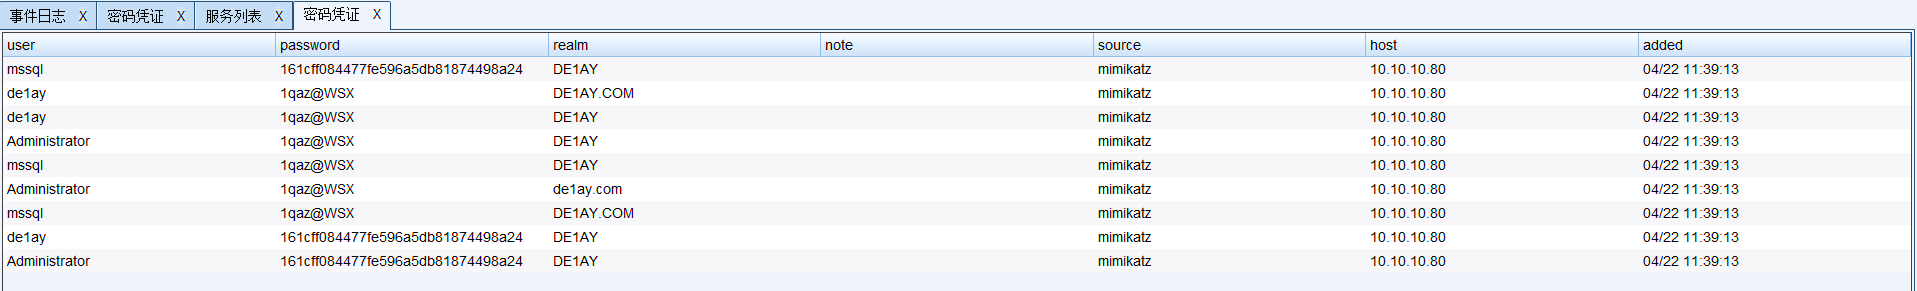 事件日志 X 密码凭证 X 服务列表 X 密码凭证 X
user password realm note source host added
mssql 161cff084477fe596a5db81874498a24 DE1AY mimikatz 10.10.10.80 04/22 11:39:13
de1ay 1qaz@WSX DE1AY.COM mimikatz 10.10.10.80 04/22 11:39:13
de1ay 1qaz@WSX DE1AY mimikatz 10.10.10.80 04/22 11:39:13
Administrator 1qaz@WSX DE1AY mimikatz 10.10.10.80 04/22 11:39:13
mssql 1qaz@WSX DE1AY mimikatz 10.10.10.80 04/22 11:39:13
Administrator 1qaz@WSX de1ay.com mimikatz 10.10.10.80 04/22 11:39:13
mssql 1qaz@WSX DE1AY.COM mimikatz 10.10.10.80 04/22 11:39:13
de1ay 161cff084477fe596a5db81874498a24 DE1AY mimikatz 10.10.10.80 04/22 11:39:13
Administrator 161cff084477fe596a5db81874498a24 DE1AY mimikatz 10.10.10.80 04/22 11:39:13